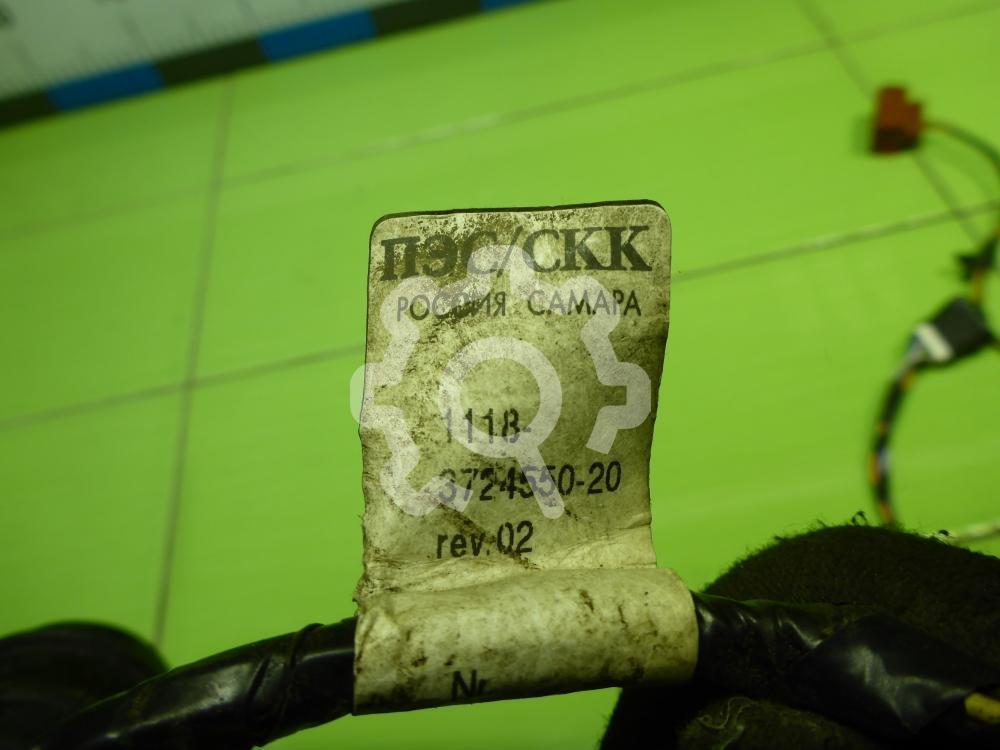 ПЭС/СКК
РОССИЯ САМАРА
1118-
3724550-20
rev.02
Nr